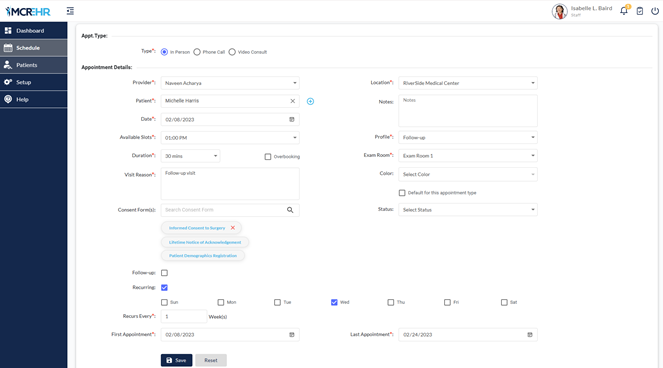 iMCREHR
Isabelle L. Baird
Staff
Dashboard
Schedule
Patients
Setup
Help
Appt.Type:
Type*: In Person Phone Call Video Consult
Appointment Details:
Provider*: Naveen Acharya Location*: RiverSide Medical Center
Patient*: Michelle Harris Notes: Notes
Date*: 02/08/2023
Available Slots*: 01:00 PM Profile*: Follow-up
Duration*: 30 mins Overbooking Exam Room*: Exam Room 1
Visit Reason*: Follow-up visit Color: Select Color
Default for this appointment type
Consent Form(s): Search Consent Form Status: Select Status
Informed Consent to Surgery
Lifetime Notice of Acknowledgement
Patient Demographics Registration
Follow-up:
Recurring:
Sun Mon Tue Wed Thu Fri Sat
Recurs Every*: 1 Week(s)
First Appointment*: 02/08/2023 Last Appointment*: 02/24/2023
Save Reset